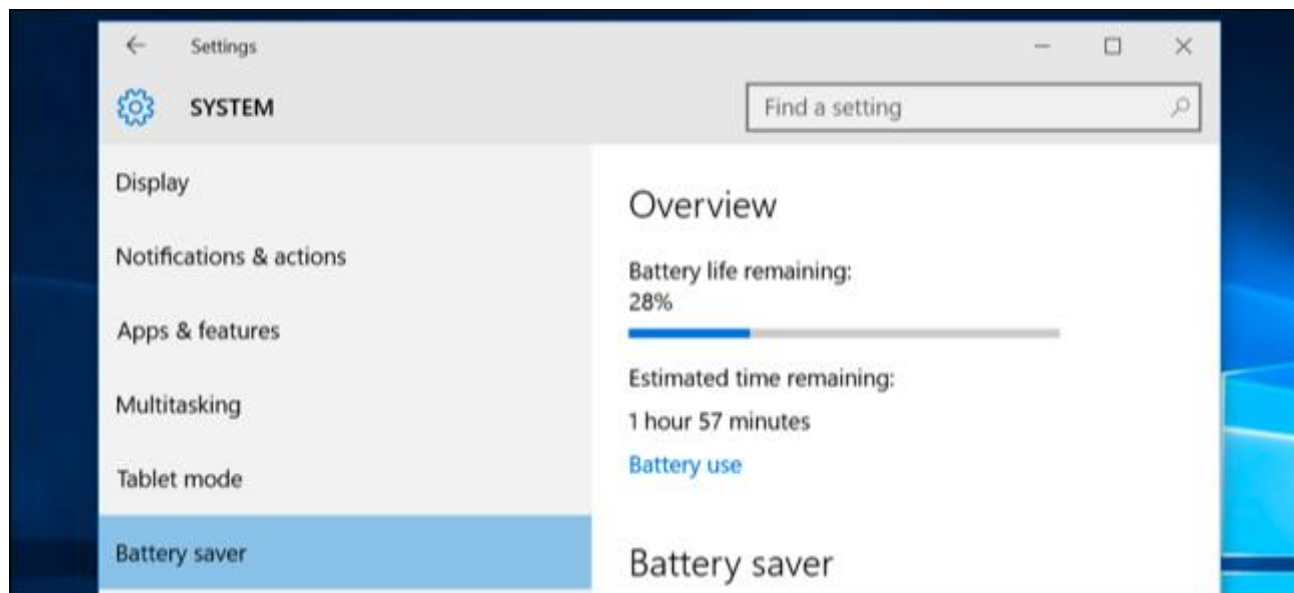 Settings
SYSTEM
Find a setting
Display
Notifications & actions
Apps & features
Multitasking
Tablet mode
Battery saver
Overview
Battery life remaining:
28%
Estimated time remaining:
1 hour 57 minutes
Battery use
Battery saver